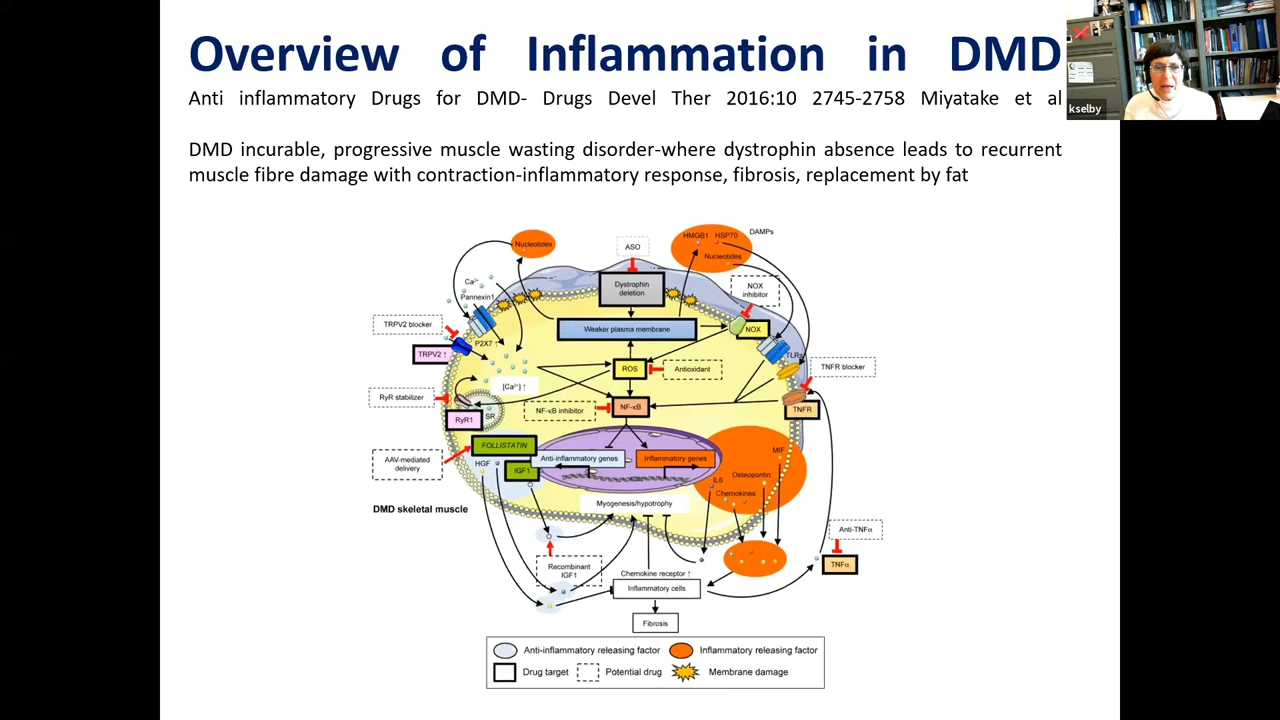 Overview of Inflammation in DMD
Anti inflammatory Drugs for DMD- Drugs Devel Ther 2016:10 2745-2758 Miyatake et al
kselby
DMD incurable, progressive muscle wasting disorder-where dystrophin absence leads to recurrent
muscle fibre damage with contraction-inflammatory response, fibrosis, replacement by fat
Nucleotides
ASO
HMGB1 HSP70
DAMPs
Nucleotides
Ca²⁺
Pannexin1
Dystrophin
deletion
NOX
inhibitor
TRPV2 blocker
Weaker plasma membrane
NOX
P2X7 ↑
TRPV2 ↑
TLRs
ROS
Antioxidant
TNFR blocker
[Ca²⁺] ↑
RyR stabilizer
NF-κB inhibitor
NF-κB
TNFR
RyR1
SR
FOLLISTATIN
AAV-mediated
delivery
HGF
IGF1
Anti-inflammatory genes
Inflammatory genes
MIF
Osteopontin
IL6
Chemokines
Myogenesis/hypotrophy
DMD skeletal muscle
Anti-TNFα
TNFα
Recombinant
IGF1
Chemokine receptor ↑
Inflammatory cells
Fibrosis
Anti-inflammatory releasing factor
Inflammatory releasing factor
Drug target
Potential drug
Membrane damage